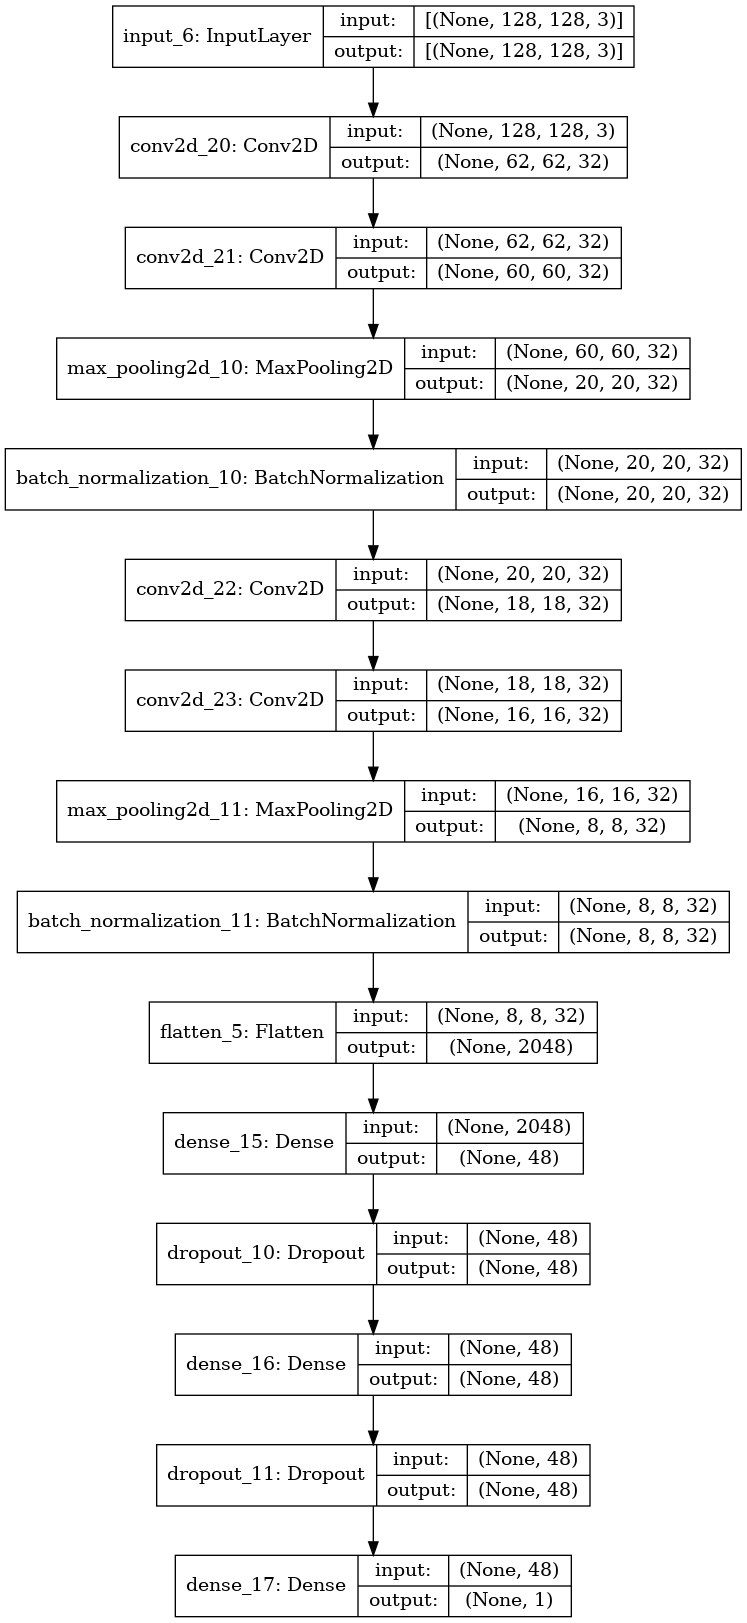 input_6: InputLayer
input: [(None, 128, 128, 3)]
output: [(None, 128, 128, 3)]
conv2d_20: Conv2D
input: (None, 128, 128, 3)
output: (None, 62, 62, 32)
conv2d_21: Conv2D
input: (None, 62, 62, 32)
output: (None, 60, 60, 32)
max_pooling2d_10: MaxPooling2D
input: (None, 60, 60, 32)
output: (None, 20, 20, 32)
batch_normalization_10: BatchNormalization
input: (None, 20, 20, 32)
output: (None, 20, 20, 32)
conv2d_22: Conv2D
input: (None, 20, 20, 32)
output: (None, 18, 18, 32)
conv2d_23: Conv2D
input: (None, 18, 18, 32)
output: (None, 16, 16, 32)
max_pooling2d_11: MaxPooling2D
input: (None, 16, 16, 32)
output: (None, 8, 8, 32)
batch_normalization_11: BatchNormalization
input: (None, 8, 8, 32)
output: (None, 8, 8, 32)
flatten_5: Flatten
input: (None, 8, 8, 32)
output: (None, 2048)
dense_15: Dense
input: (None, 2048)
output: (None, 48)
dropout_10: Dropout
input: (None, 48)
output: (None, 48)
dense_16: Dense
input: (None, 48)
output: (None, 48)
dropout_11: Dropout
input: (None, 48)
output: (None, 48)
dense_17: Dense
input: (None, 48)
output: (None, 1)